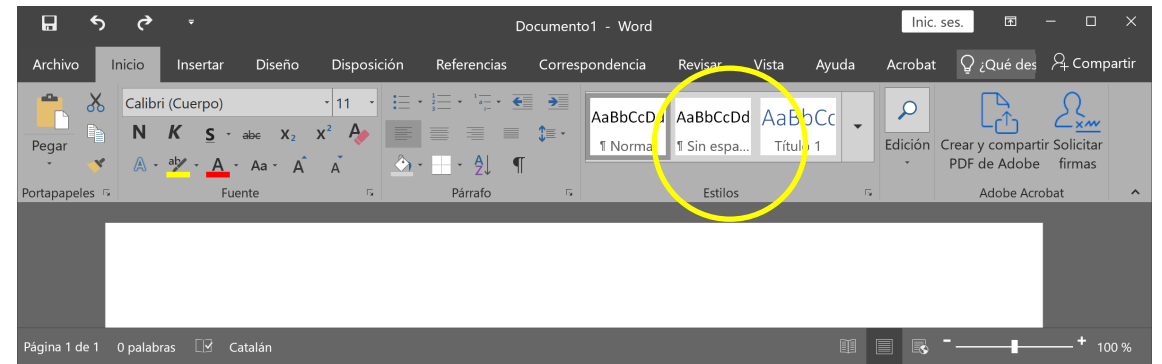 Documento1 - Word
Inic. ses.
Archivo Inicio Insertar Diseño Disposición Referencias Correspondencia Revisar Vista Ayuda Acrobat ¿Qué des Compartir
Calibri (Cuerpo) 11
N K S abc X₂ X² A
A aby A Aa A A
Pegar
AaBbCcDd AaBbCcDd AaBbCc
¶ Normal ¶ Sin espa... Título 1
Edición
Crear y compartir PDF de Adobe
Solicitar firmas
Portapapeles Fuente Párrafo Estilos Adobe Acrobat
Página 1 de 1 0 palabras Catalán 100 %